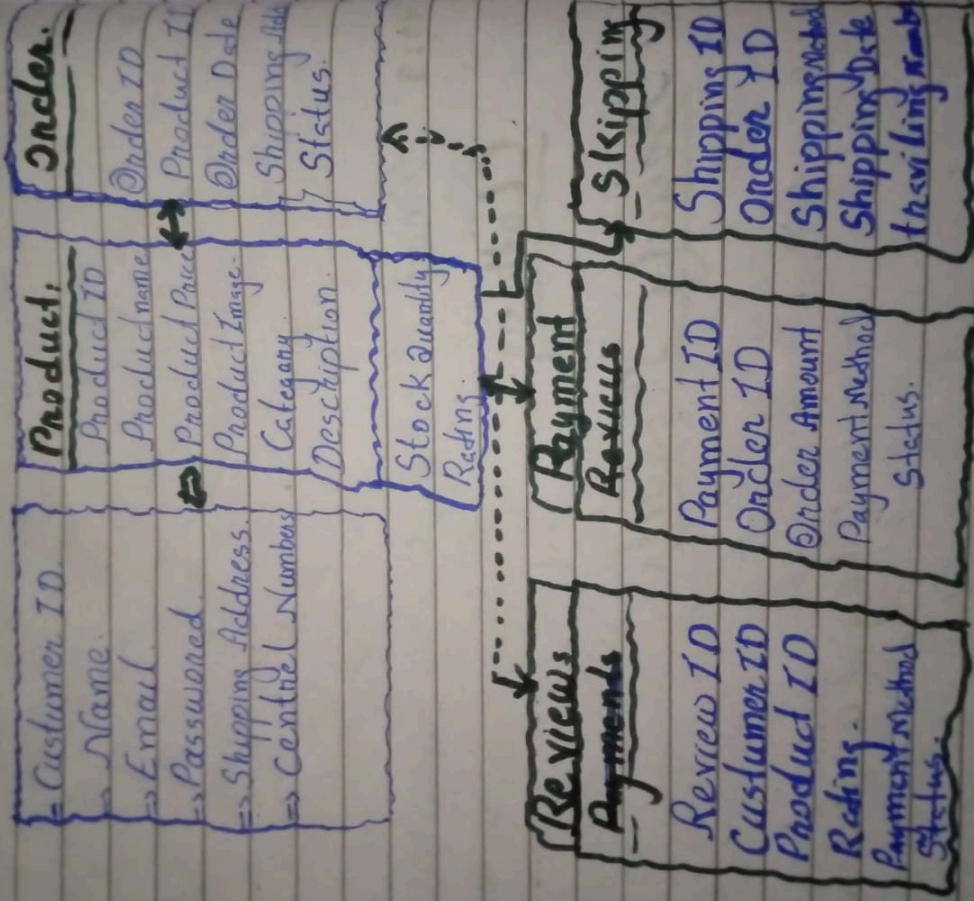 = Custumer ID.
→ Name
⇒ Email
⇒ Passwored
⇒ Shipping Address.
⇒ Centnel Numbers
Product.
Product ID
Product name
Product Price
Product Image.
Category
Description
Stock Quantity
Rating.
Order.
Order ID
Product ID
Order Date
Shipping Add
Status.
Reviews
Payments
Review ID
Custumer ID
Product ID
Rating.
Payment Method
Status.
Payment
Reviews
Payment ID
Order ID
Order Amount
Payment Method
Status
Skipping
Shipping ID
Order ID
Shipping Method
Shipping Date